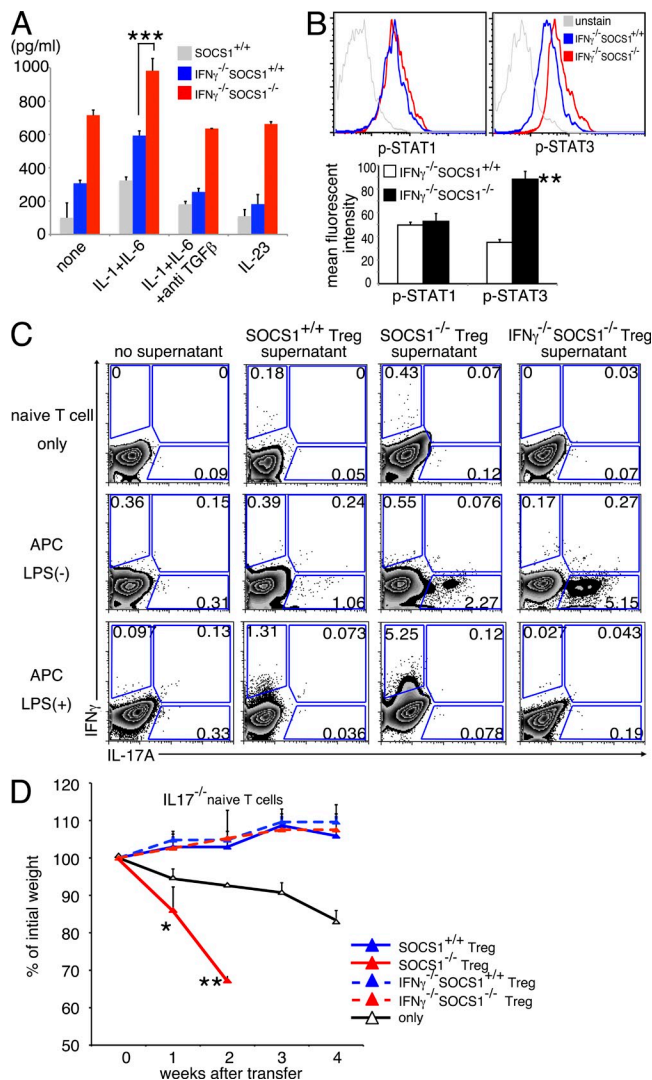 A
(pg/ml)
***
SOCS1+/+
IFNγ-/-SOCS1+/+
IFNγ-/-SOCS1-/-
1000
800
600
400
200
0
none
IL-1+IL-6
IL-1+IL-6
+anti TGFβ
IL-23
B
unstain
IFNγ-/-SOCS1+/+
IFNγ-/-SOCS1-/-
p-STAT1
p-STAT3
mean fluorescent
intensity
100
80
60
40
20
0
IFNγ-/-SOCS1+/+
IFNγ-/-SOCS1-/-
**
p-STAT1
p-STAT3
C
no supernatant
SOCS1+/+ Treg
supernatant
SOCS1-/- Treg
supernatant
IFNγ-/-SOCS1-/- Treg
supernatant
naive T cell
only
0 0 0.09
0.18 0 0.05
0.43 0.07 0.12
0 0.03 0.07
APC
LPS(-)
0.36 0.15 0.31
0.39 0.24 1.06
0.55 0.076 2.27
0.17 0.27 5.15
APC
LPS(+)
0.097 0.13 0.33
1.31 0.073 0.036
5.25 0.12 0.078
0.027 0.043 0.19
IFNγ
IL-17A
D
IL17-/- naive T cells
% of intial weight
120
110
100
90
80
70
60
50
*
**
0 1 2 3 4
weeks after transfer
SOCS1+/+ Treg
SOCS1-/- Treg
IFNγ-/-SOCS1+/+ Treg
IFNγ-/-SOCS1-/- Treg
only